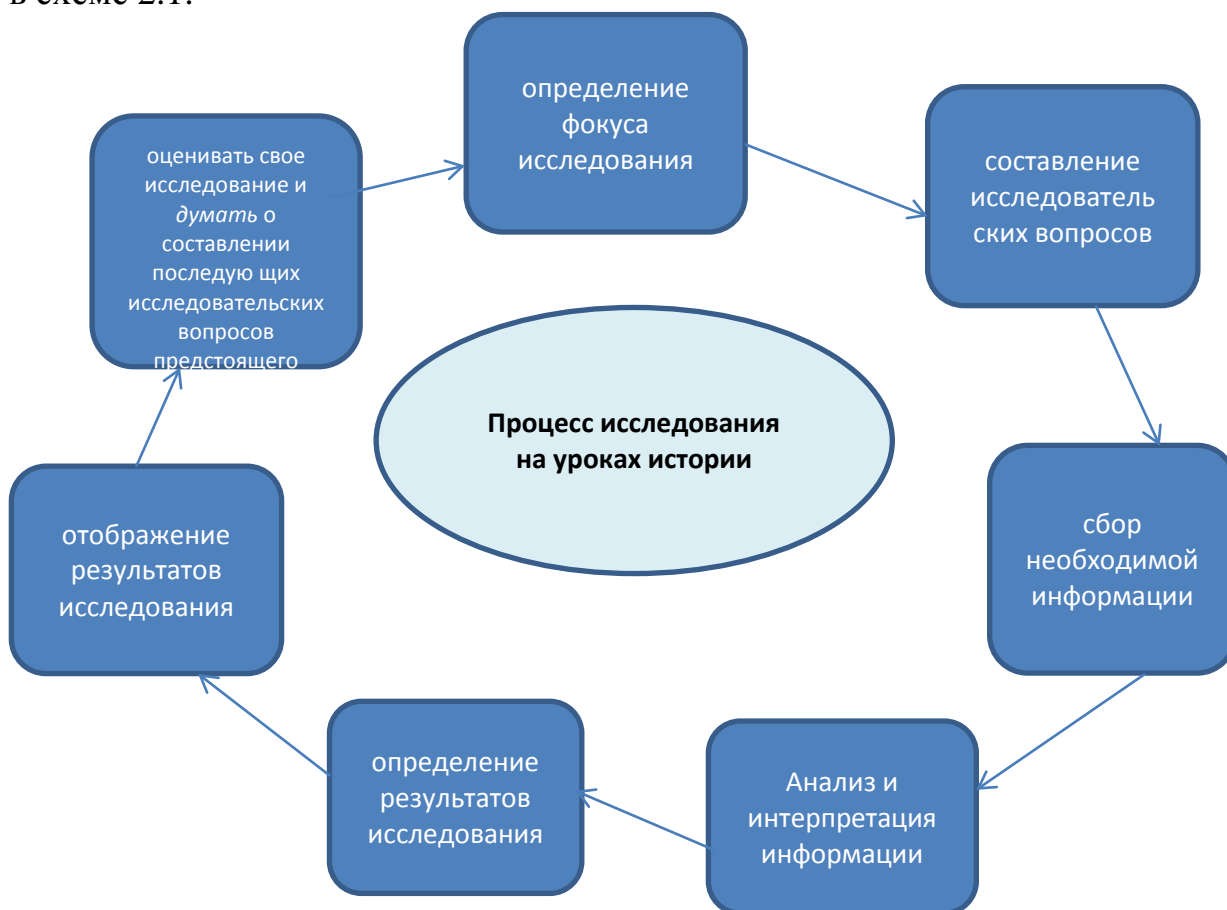 в схеме 2.1.
определение
фокуса
исследования
составление
исследователь
ских вопросов
сбор
необходимой
информации
Анализ и
интерпретация
информации
определение
результатов
исследования
отображение
результатов
исследования
оценивать свое
исследование и
думать о
составлении
последую щих
исследовательских
вопросов
предстоящего
Процесс исследования
на уроках истории